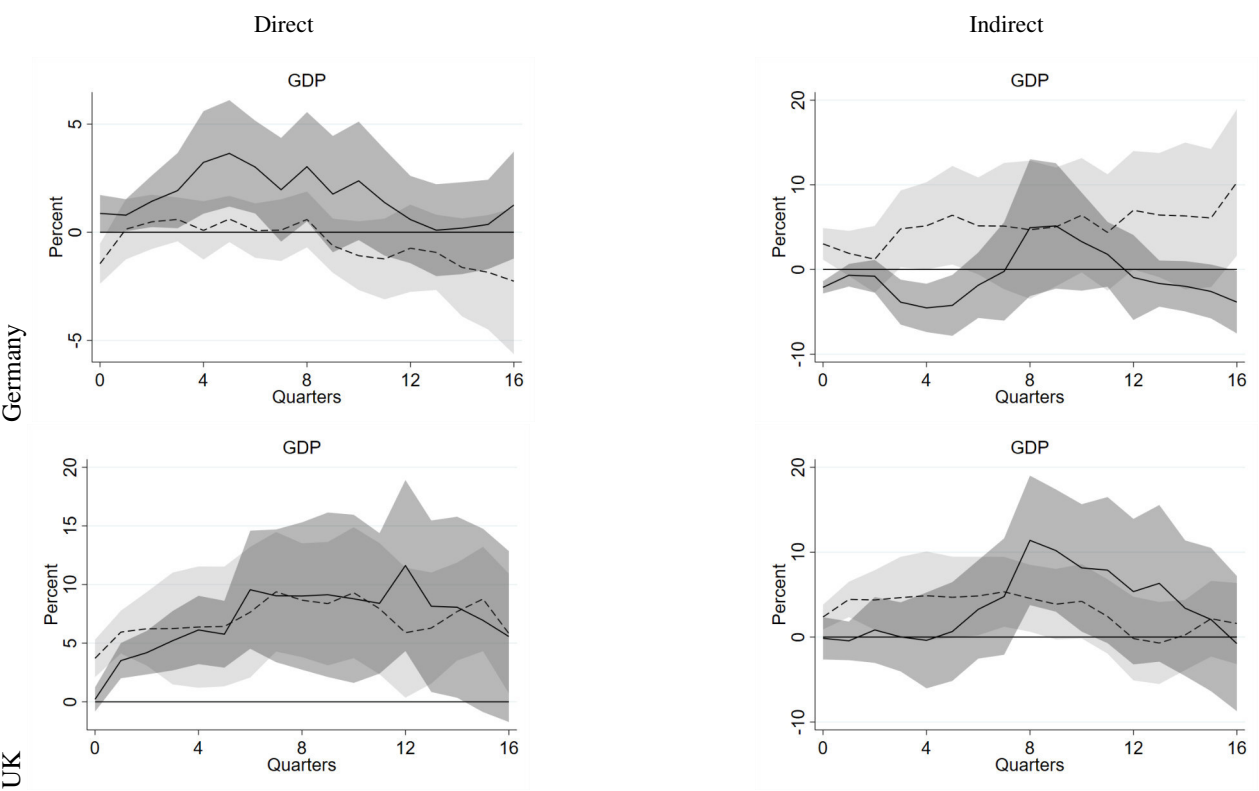 Direct
Indirect
Germany
GDP
Percent
5
0
-5
0 4 8 12 16
Quarters
GDP
Percent
20
10
0
-10
0 4 8 12 16
Quarters
UK
GDP
Percent
20
15
10
5
0
0 4 8 12 16
Quarters
GDP
Percent
20
10
0
-10
0 4 8 12 16
Quarters